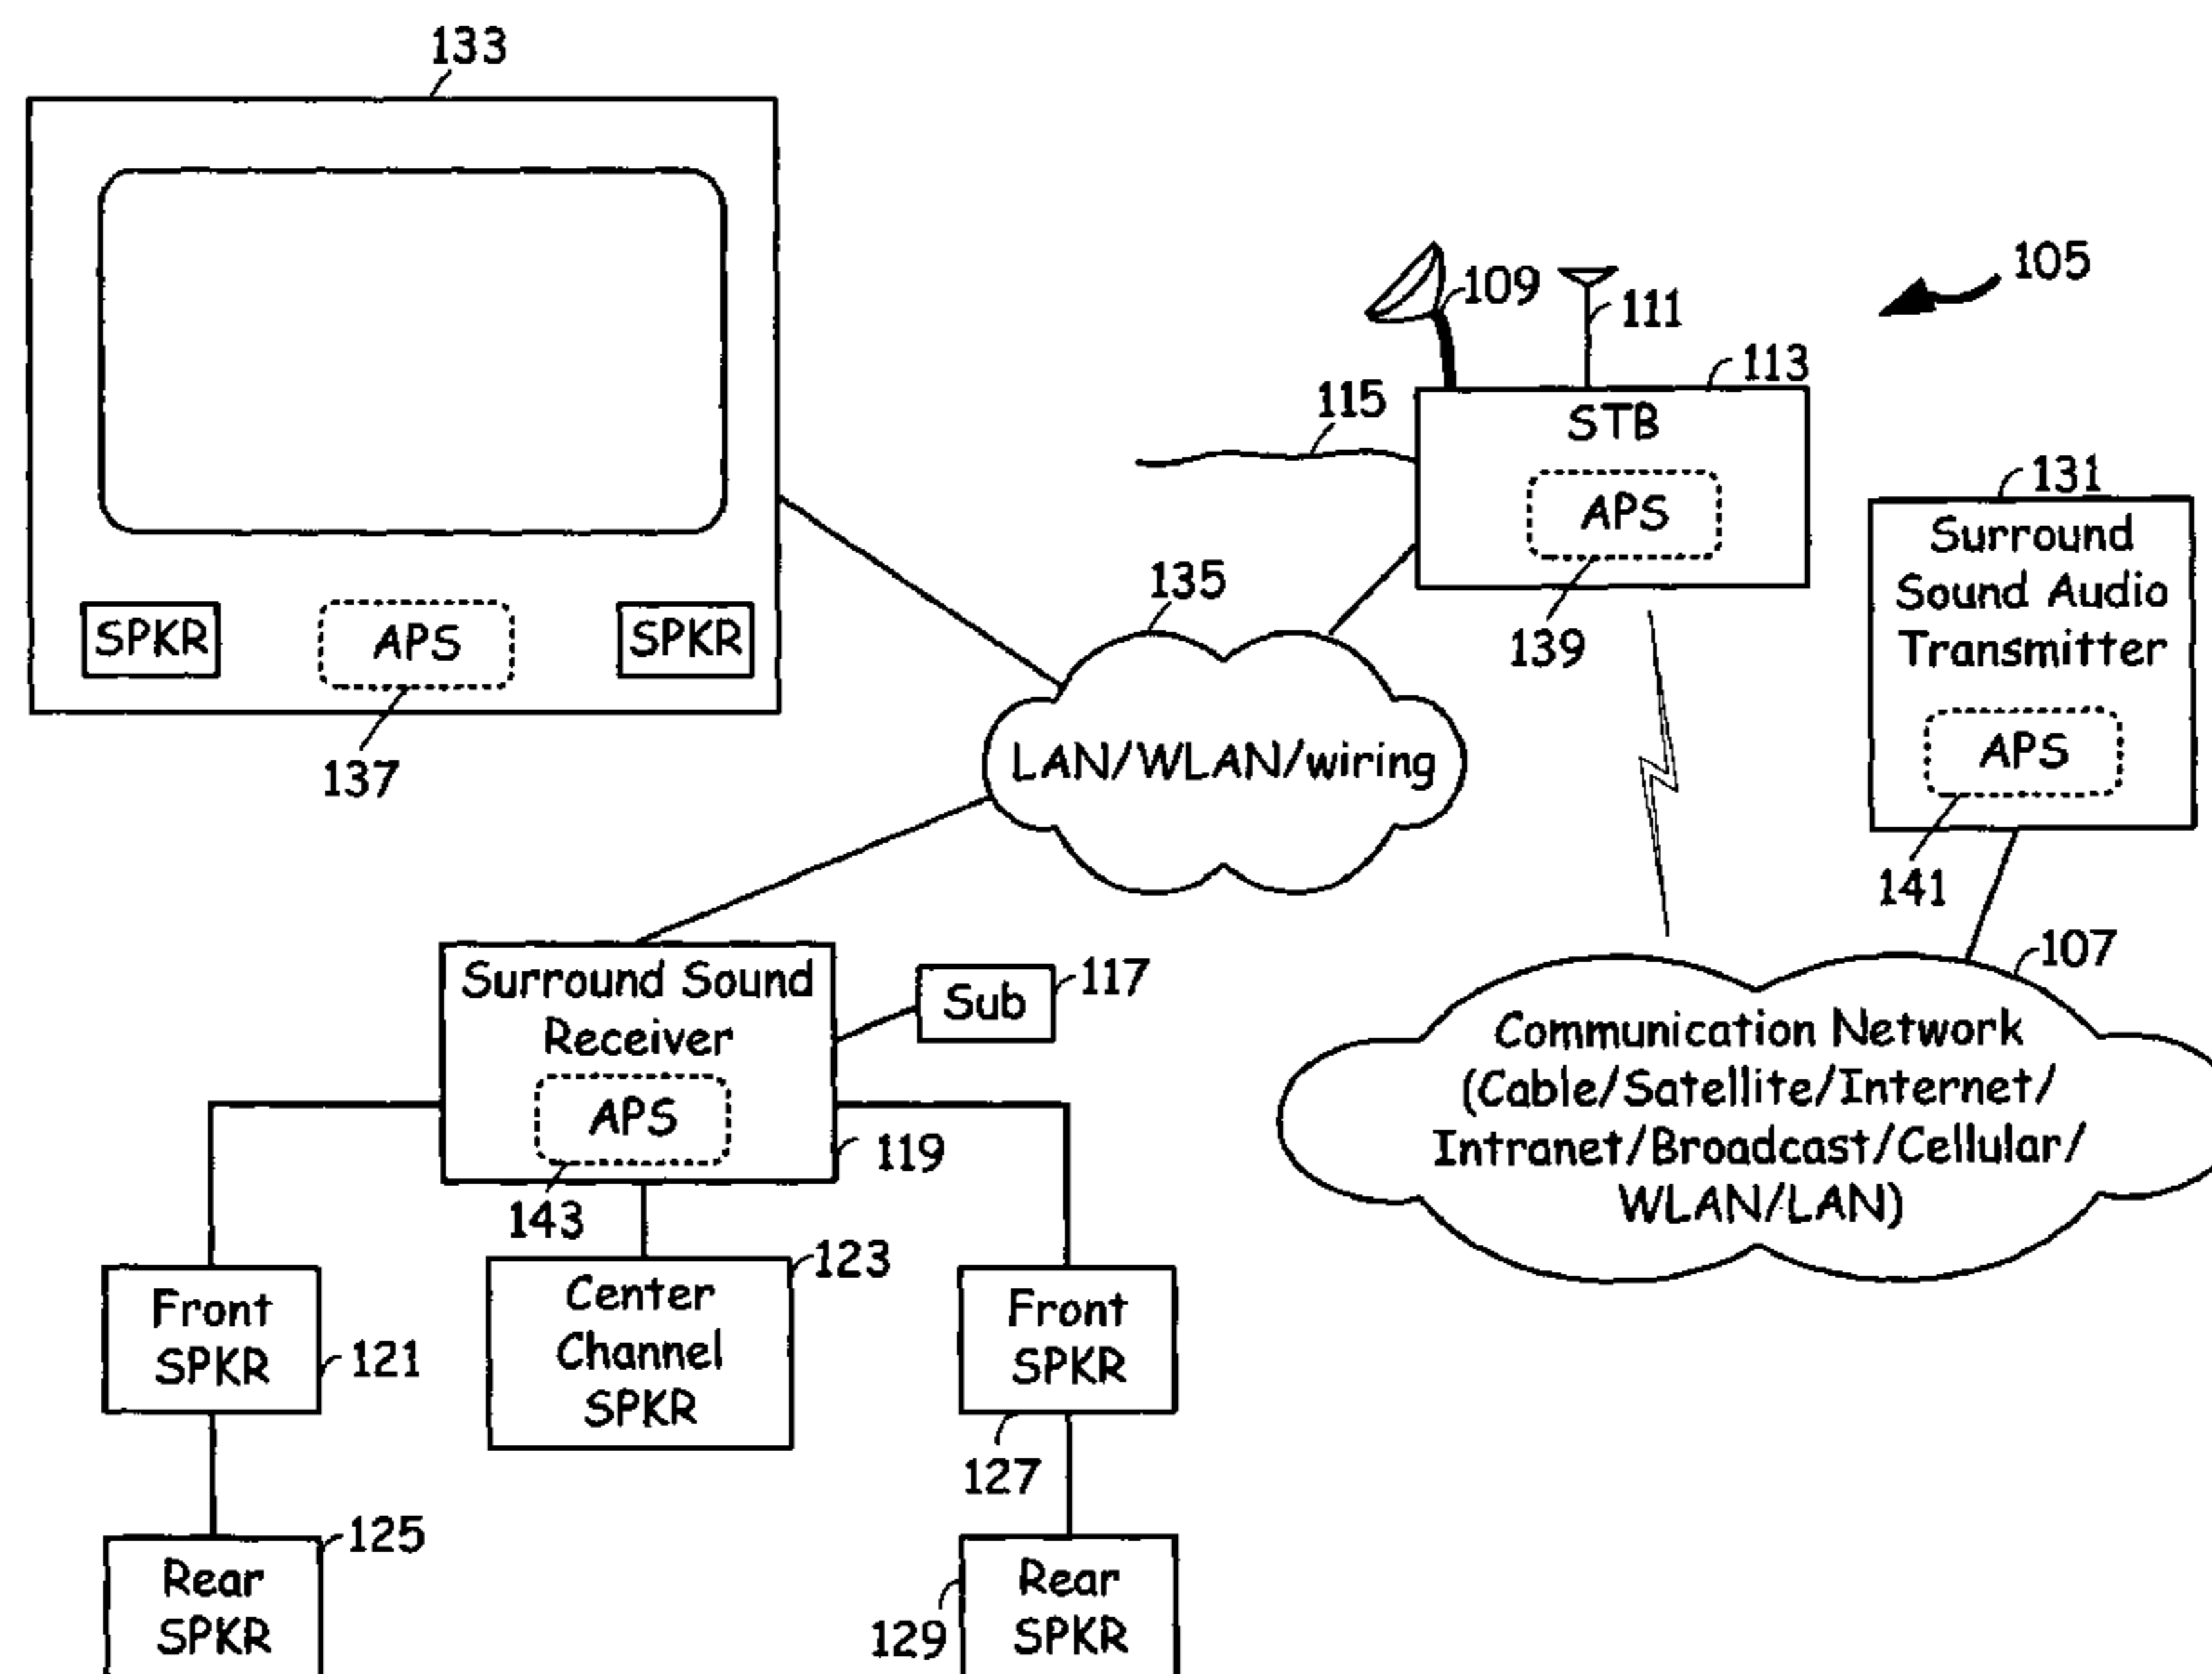 133
SPKR
APS
SPKR
137
109
111
105
113
115
STB
APS
139
131
Surround
Sound Audio
Transmitter
APS
141
135
LAN/WLAN/wiring
107
Communication Network
(Cable/Satellite/Internet/
Intranet/Broadcast/Cellular/
WLAN/LAN)
Surround Sound
Receiver
APS
143
119
Sub
117
Front
SPKR
121
Center
Channel
SPKR
123
Front
SPKR
127
Rear
SPKR
125
Rear
SPKR
129